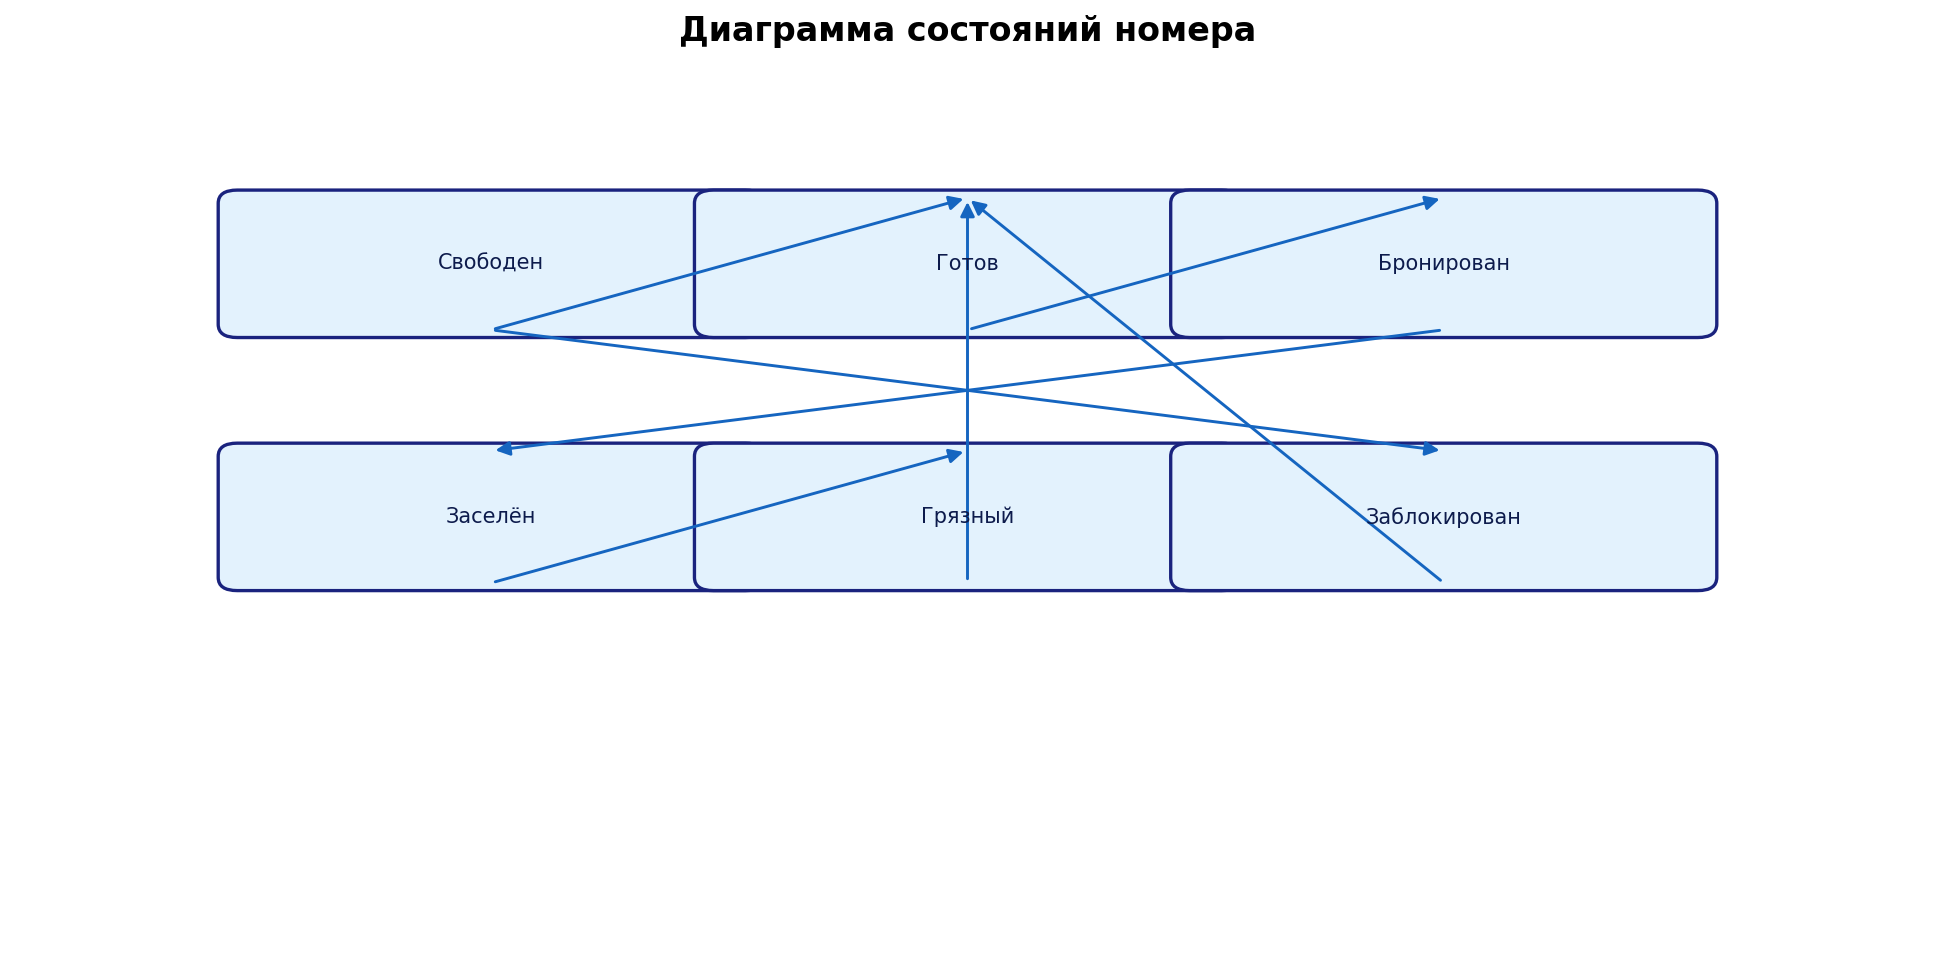 Диаграмма состояний номера
Свободен
Готов
Бронирован
Заселён
Грязный
Заблокирован